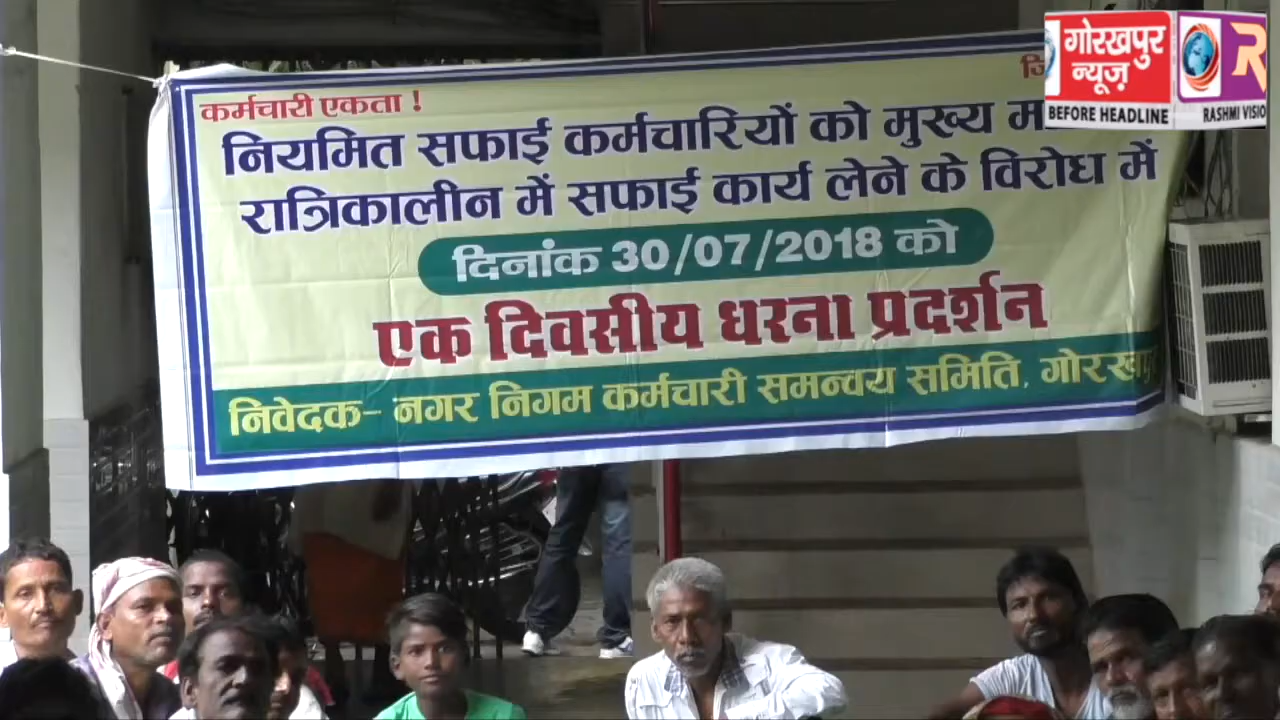 कर्मचारी एकता !
नियमित सफाई कर्मचारियों को मुख्य
रात्रिकालीन में सफाई कार्य लेने के विरोध में
दिनांक 30/07/2018 को
एक दिवसीय धरना प्रदर्शन
निवेदक- नगर निगम कर्मचारी समन्वय समिति, गोरखपु
गोरखपुर
न्यूज़
BEFORE HEADLINE
R
RASHMI VISIO